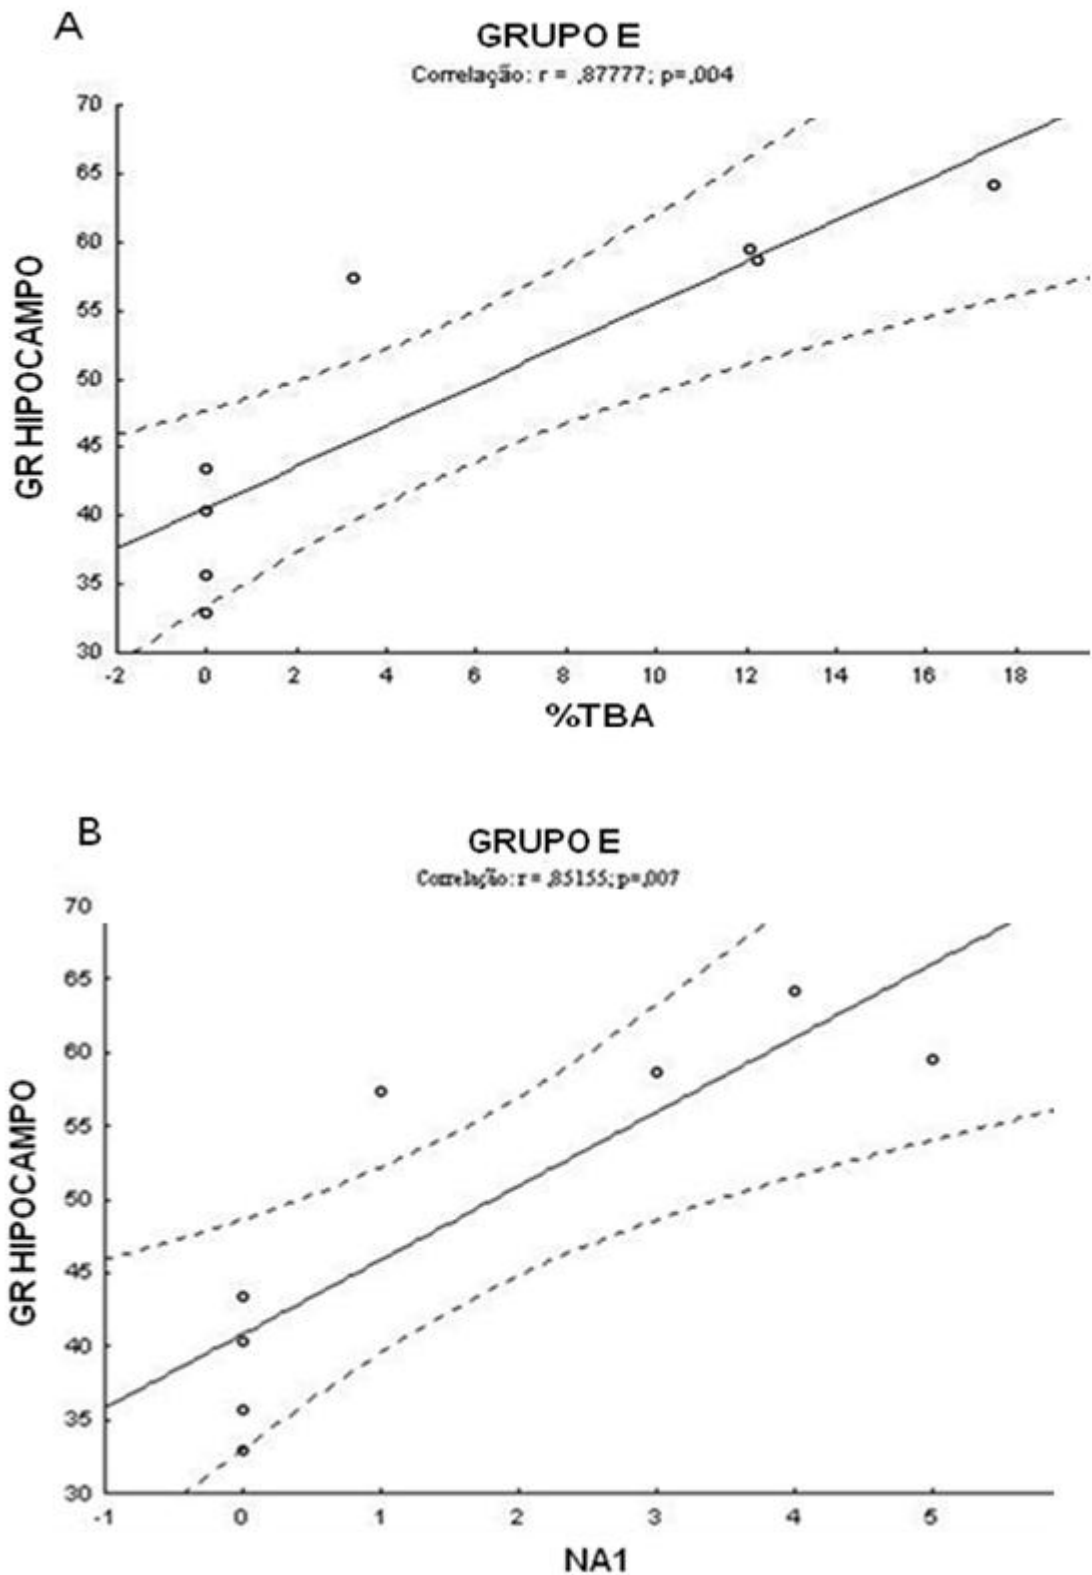 A
GRUPO E
Correlação: r = ,87777; p=,004
70
65
60
55
50
45
40
35
30
GR HIPOCAMPO
-2 0 2 4 6 8 10 12 14 16 18
%TBA
B
GRUPO E
Correlação: r = ,85155; p=,007
70
65
60
55
50
45
40
35
30
GR HIPOCAMPO
-1 0 1 2 3 4 5
NA1